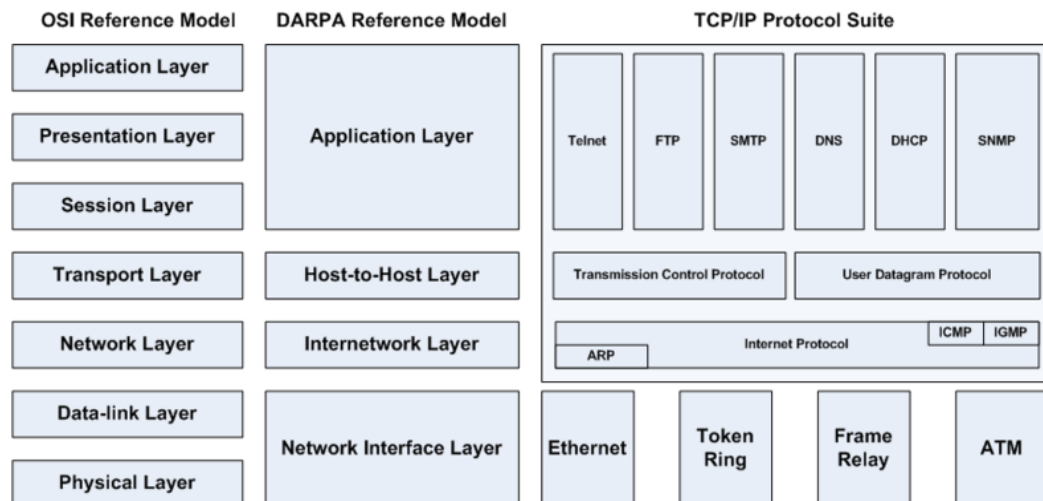 OSI Reference Model
DARPA Reference Model
TCP/IP Protocol Suite
Application Layer
Presentation Layer
Session Layer
Application Layer
Telnet
FTP
SMTP
DNS
DHCP
SNMP
Transport Layer
Host-to-Host Layer
Transmission Control Protocol
User Datagram Protocol
Network Layer
Internetwork Layer
Internet Protocol
ICMP
IGMP
ARP
Data-link Layer
Physical Layer
Network Interface Layer
Ethernet
Token
Ring
Frame
Relay
ATM